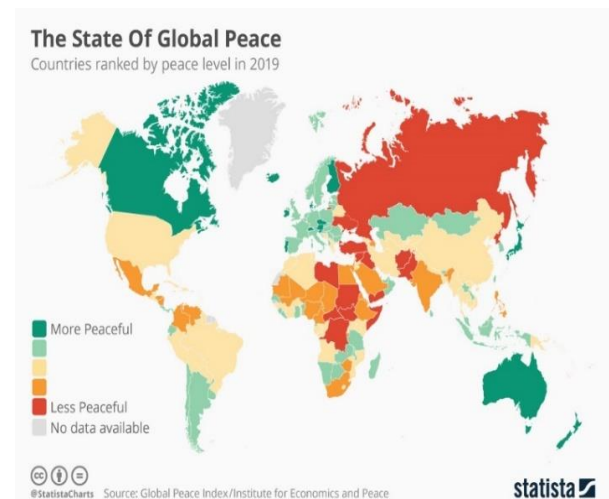 The State Of Global Peace
Countries ranked by peace level in 2019
More Peaceful
Less Peaceful
No data available
@StatistaCharts Source: Global Peace Index/Institute for Economics and Peace
statista